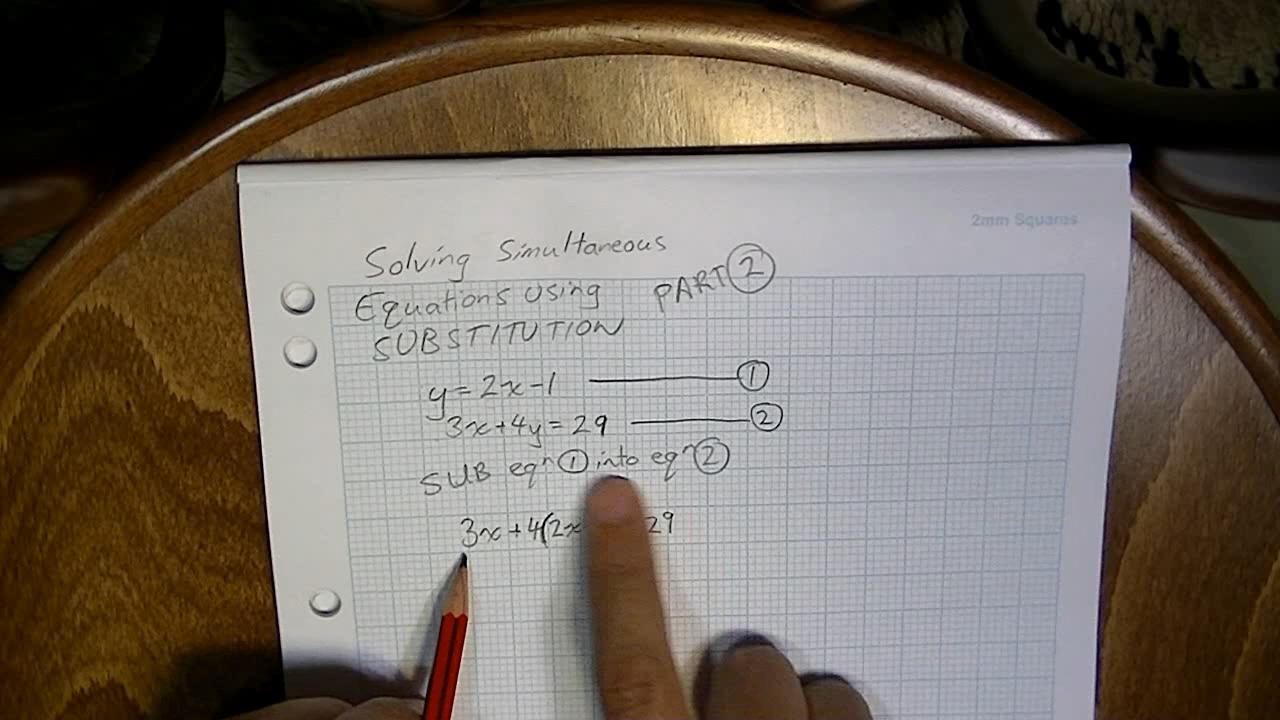 2mm Squares
Solving Simultaneous
Equations using PART ②
SUBSTITUTION
y = 2x - 1 ——— ①
3x + 4y = 29 ——— ②
SUB eqⁿ ① into eqⁿ ②
3x + 4(2x 29